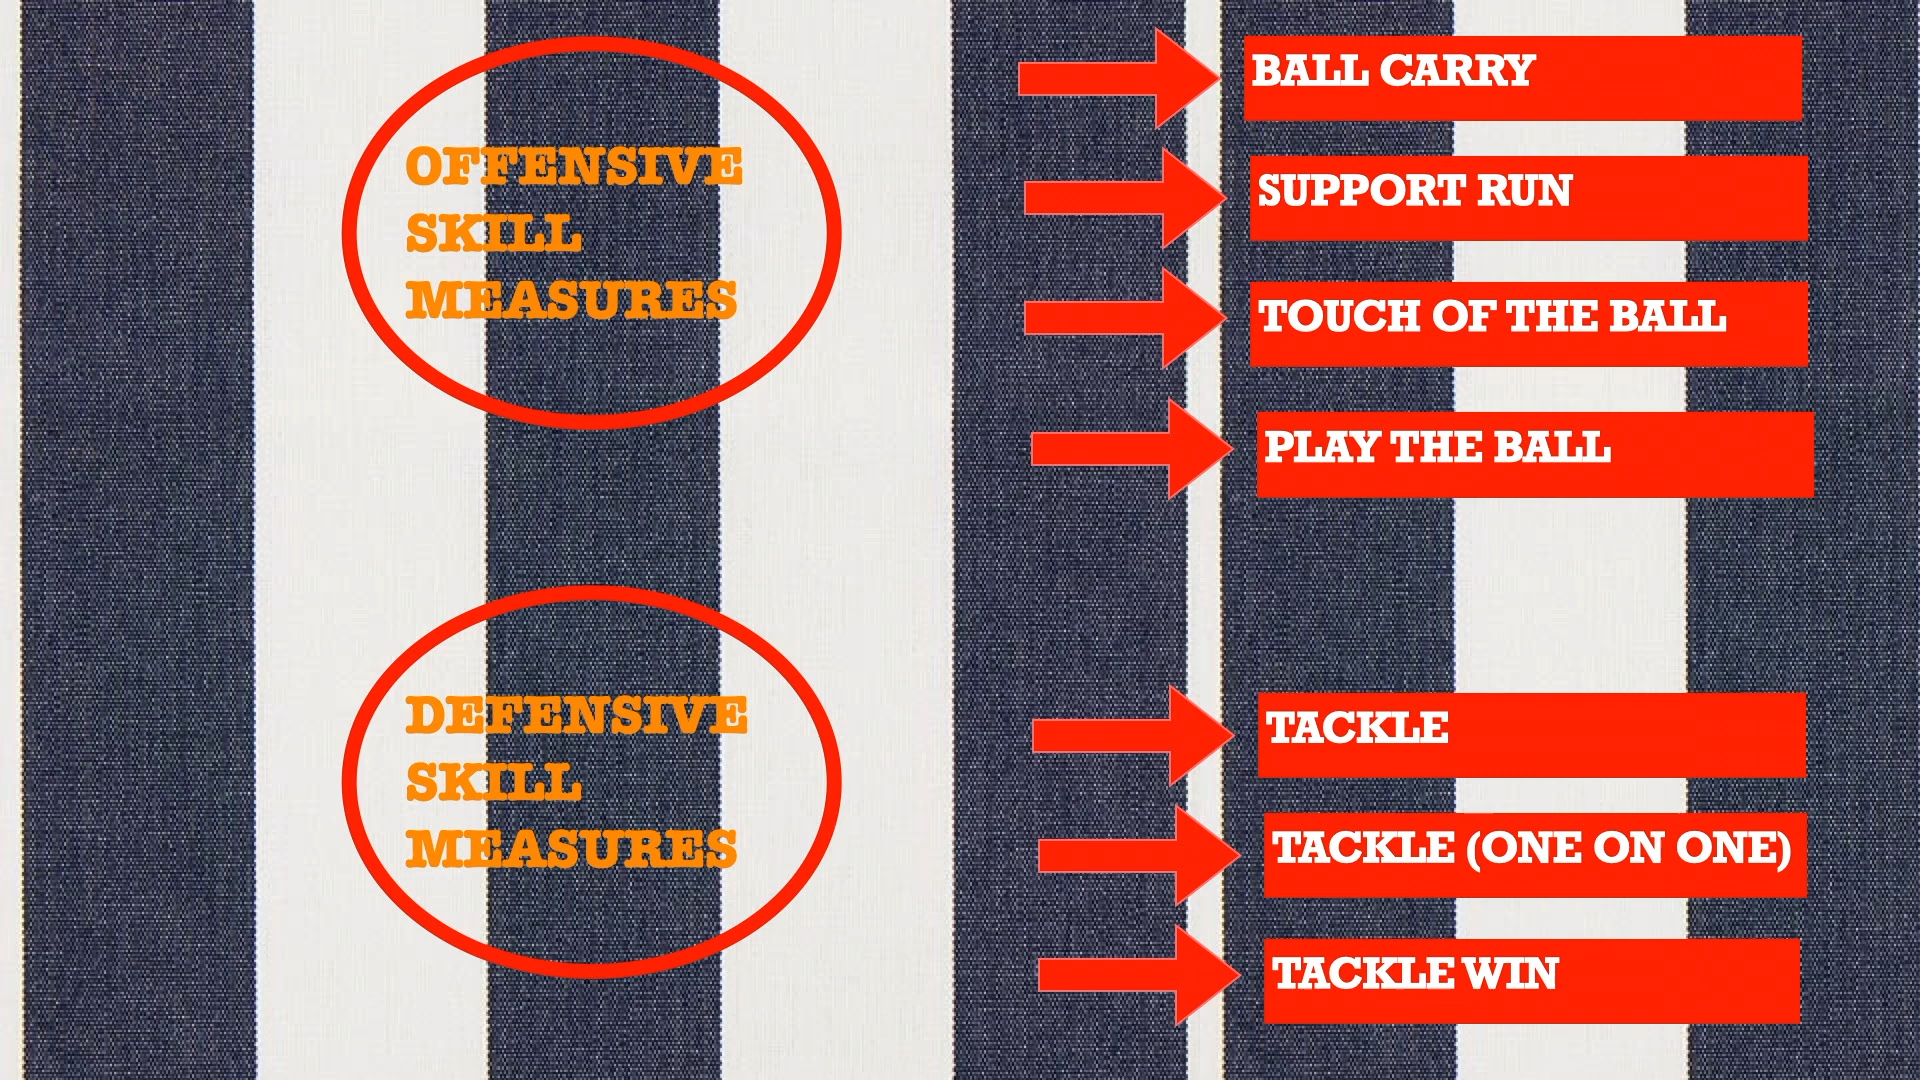 OFFENSIVE
SKILL
MEASURES
BALL CARRY
SUPPORT RUN
TOUCH OF THE BALL
PLAY THE BALL
DEFENSIVE
SKILL
MEASURES
TACKLE
TACKLE (ONE ON ONE)
TACKLE WIN